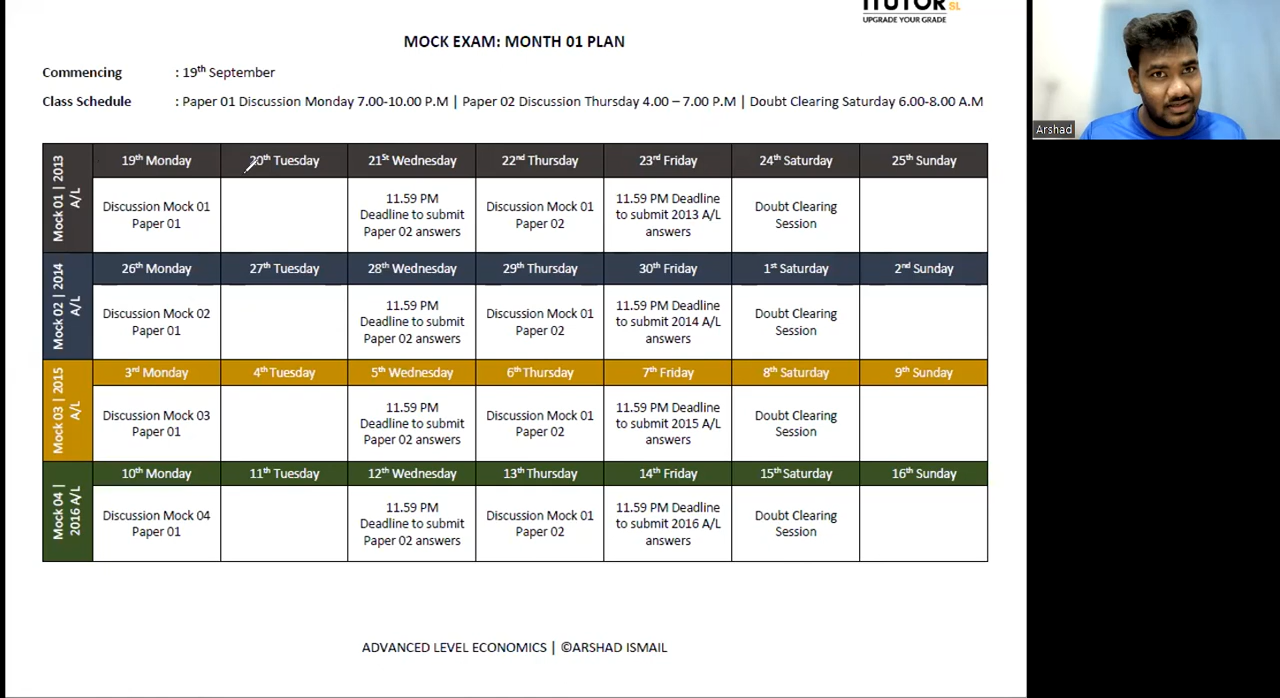 ITUTOR SL
UPGRADE YOUR GRADE
MOCK EXAM: MONTH 01 PLAN
Commencing : 19th September
Class Schedule : Paper 01 Discussion Monday 7.00-10.00 P.M | Paper 02 Discussion Thursday 4.00 – 7.00 P.M | Doubt Clearing Saturday 6.00-8.00 A.M
Arshad
Mock 01 | 2013
A/L
19th Monday 20th Tuesday 21St Wednesday 22nd Thursday 23rd Friday 24th Saturday 25th Sunday
Discussion Mock 01
Paper 01
11.59 PM
Deadline to submit
Paper 02 answers
Discussion Mock 01
Paper 02
11.59 PM Deadline
to submit 2013 A/L
answers
Doubt Clearing
Session
Mock 02 | 2014
A/L
26th Monday 27th Tuesday 28th Wednesday 29th Thursday 30th Friday 1st Saturday 2nd Sunday
Discussion Mock 02
Paper 01
11.59 PM
Deadline to submit
Paper 02 answers
Discussion Mock 01
Paper 02
11.59 PM Deadline
to submit 2014 A/L
answers
Doubt Clearing
Session
Mock 03 | 2015
A/L
3rd Monday 4th Tuesday 5th Wednesday 6th Thursday 7th Friday 8th Saturday 9th Sunday
Discussion Mock 03
Paper 01
11.59 PM
Deadline to submit
Paper 02 answers
Discussion Mock 01
Paper 02
11.59 PM Deadline
to submit 2015 A/L
answers
Doubt Clearing
Session
Mock 04 |
2016 A/L
10th Monday 11th Tuesday 12th Wednesday 13th Thursday 14th Friday 15th Saturday 16th Sunday
Discussion Mock 04
Paper 01
11.59 PM
Deadline to submit
Paper 02 answers
Discussion Mock 01
Paper 02
11.59 PM Deadline
to submit 2016 A/L
answers
Doubt Clearing
Session
ADVANCED LEVEL ECONOMICS | ©ARSHAD ISMAIL